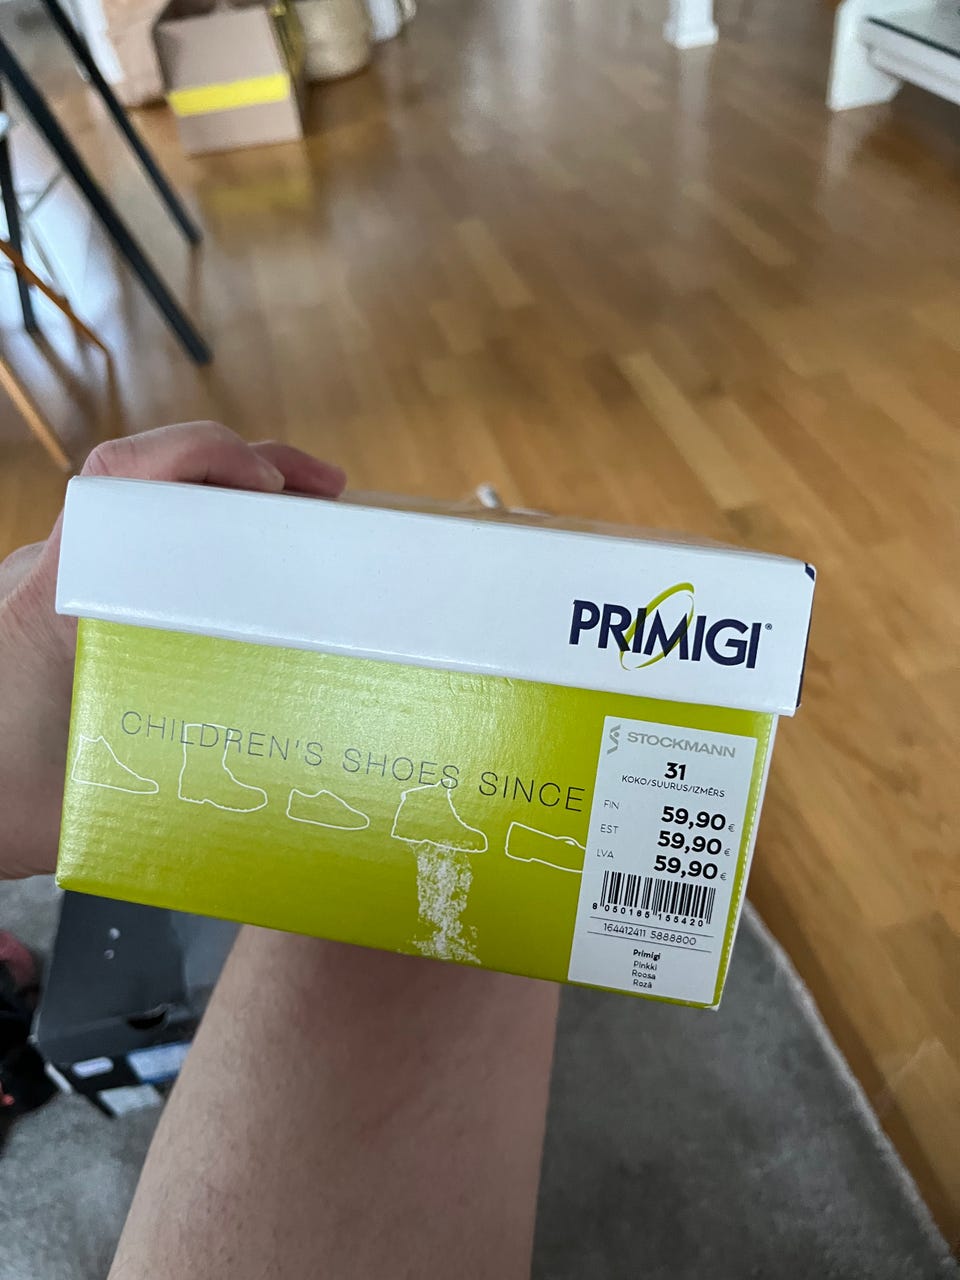 PRIMIGI®
CHILDREN'S SHOES SINCE
STOCKMANN
31
KOKO/SUURUS/IZMĒRS
FIN 59,90 €
EST 59,90 €
LVA 59,90 €
8 050165 155420
164412411 5888800
Primigi
Pinkki
Roosa
Rozā